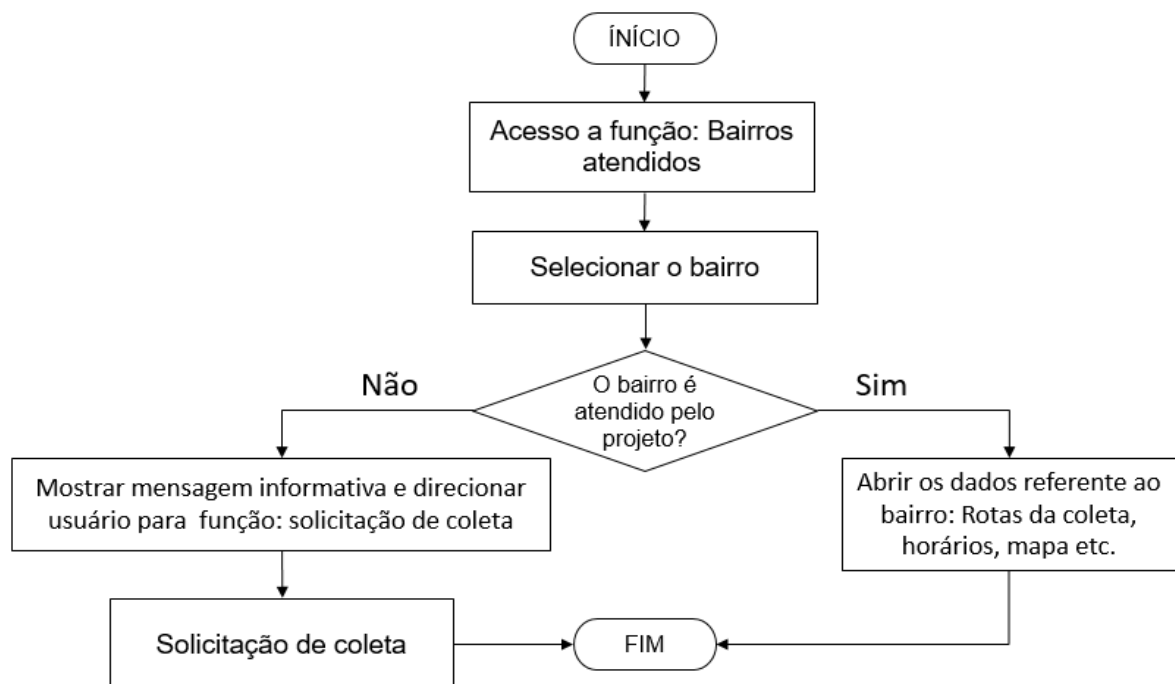 ÍNÍCIO
Acesso a função: Bairros
atendidos
Selecionar o bairro
O bairro é
atendido pelo
projeto?
Não
Sim
Mostrar mensagem informativa e direcionar
usuário para função: solicitação de coleta
Abrir os dados referente ao
bairro: Rotas da coleta,
horários, mapa etc.
Solicitação de coleta
FIM